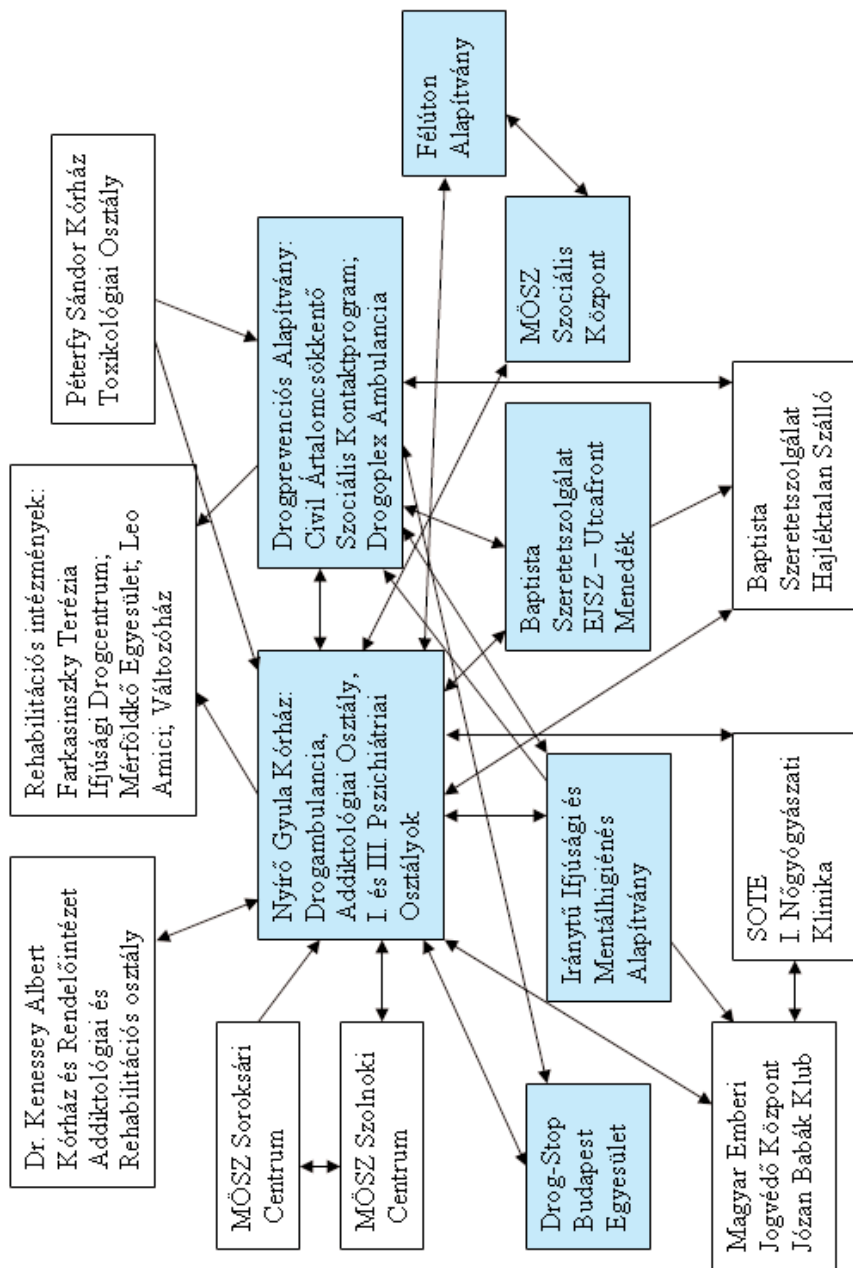 Dr. Kenessey Albert
Kórház és Rendelőintézet
Addiktológiai és
Rehabilitációs osztály
Rehabilitációs intézmények:
Farkasinszky Terézia
Ifjúsági Drogcentrum;
Mérföldkő Egyesület, Leo
Amici, Változóház
Péterfy Sándor Kórház
Toxikológiai Osztály
MÖSZ Soroksári
Centrum
MÖSZ Szolnoki
Centrum
Nyírő Gyula Kórház:
Drogambulancia,
Addiktológiai Osztály,
I. és III. Pszichiátriai
Osztályok
Drogprevenciós Alapítvány:
Civil Ártalomcsökkentő
Szociális Kontaktprogram;
Drogoplex Ambulancia
Félúton
Alapítvány
Drog-Stop
Budapest
Egyesület
Iránytű Ifjúsági és
Mentálhigiénés
Alapítvány
Baptista
Szeretetszolgálat
EJSZ – Utcafront
Menedék
MÖSZ
Szociális
Központ
Magyar Emberi
Jogvédő Központ
Józan Babák Klub
SOTE
I. Nőgyógyászati
Klinika
Baptista
Szeretetszolgálat
Hajléktalan Szálló